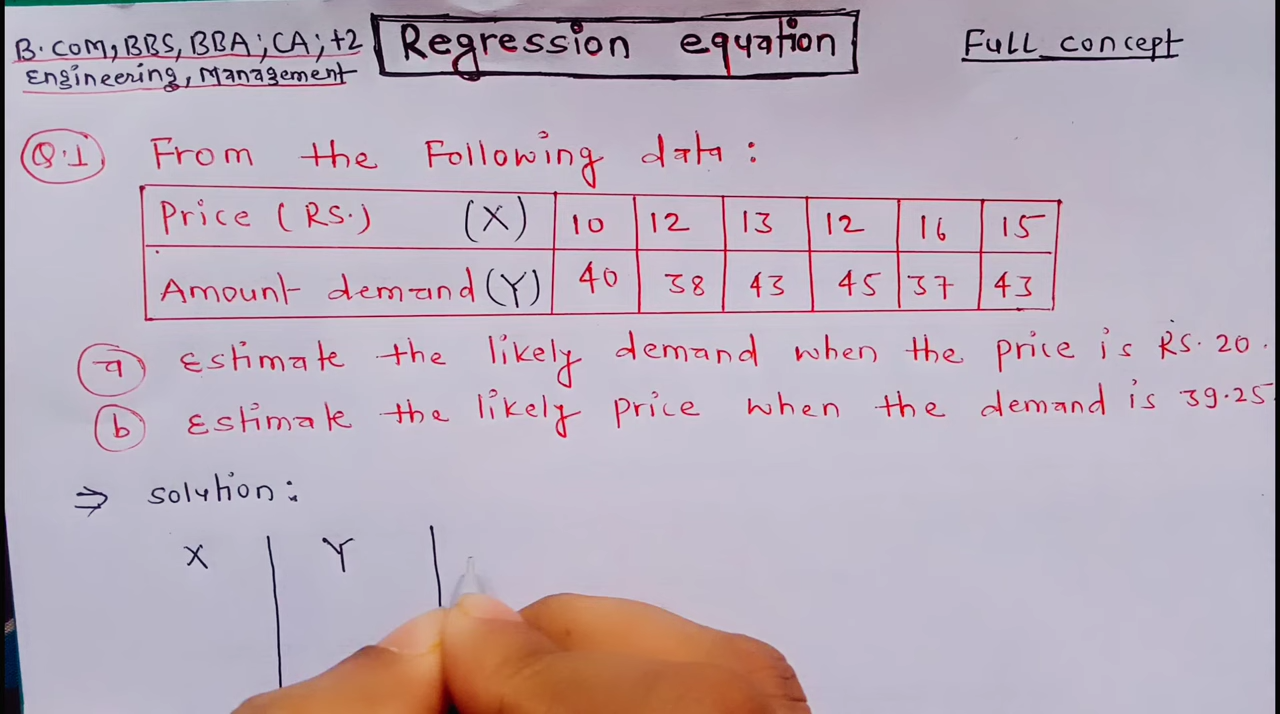 B.COM, BBS, BBA; CA; +2
Engineering, Management
Regression equation
Full concept
Q.1 From the Following data:
Price (RS.) (X) 10 12 13 12 16 15
Amount demand (Y) 40 38 43 45 37 43
a Estimate the likely demand when the price is RS. 20.
b Estimate the likely price when the demand is 39.25
⇒ solution:
X Y